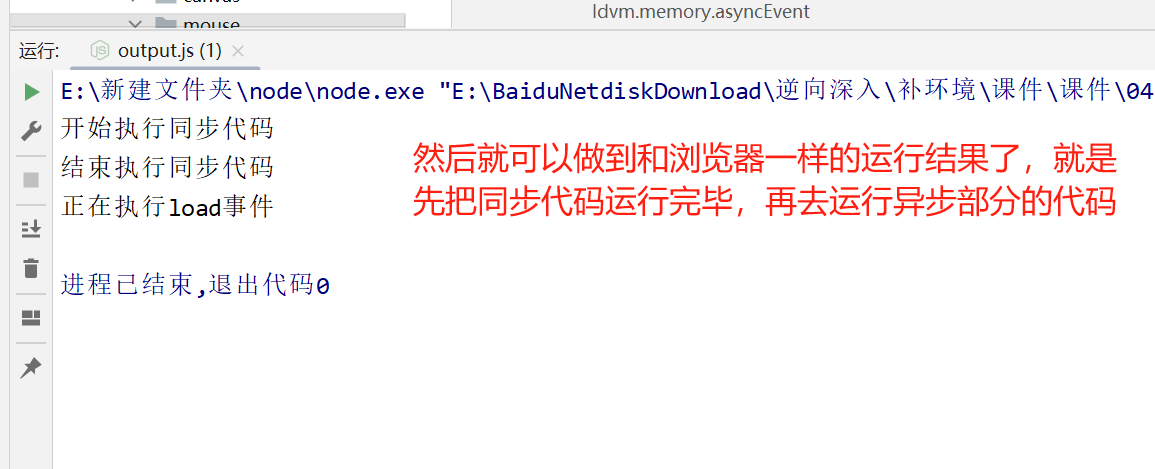 mouse
ldvm.memory.asyncEvent
运行: output.js (1)
E:\新建文件夹\node\node.exe "E:\BaiduNetdiskDownload\逆向深入\补环境\课件\课件\04
开始执行同步代码
结束执行同步代码
正在执行load事件
然后就可以做到和浏览器一样的运行结果了，就是
先把同步代码运行完毕，再去运行异步部分的代码
进程已结束,退出代码0